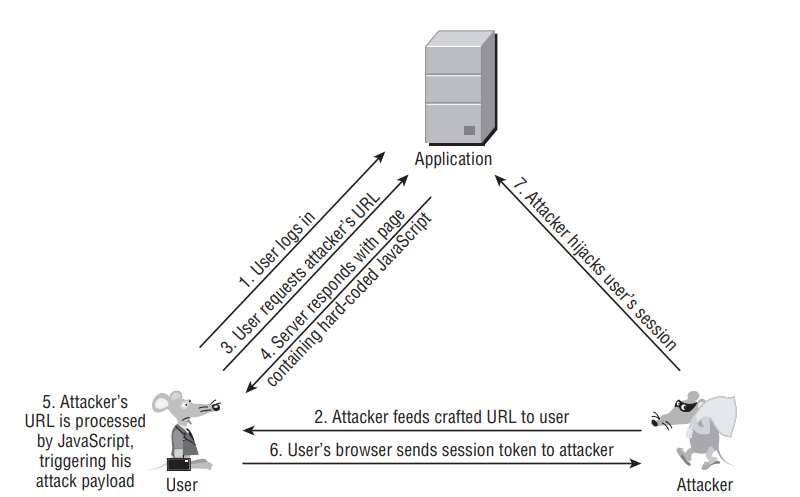 Application
1. User logs in
3. User requests attacker's URL
4. Server responds with page
containing hard-coded JavaScript
7. Attacker hijacks user's session
5. Attacker's
URL is processed
by JavaScript,
triggering his
attack payload
2. Attacker feeds crafted URL to user
6. User's browser sends session token to attacker
User
Attacker